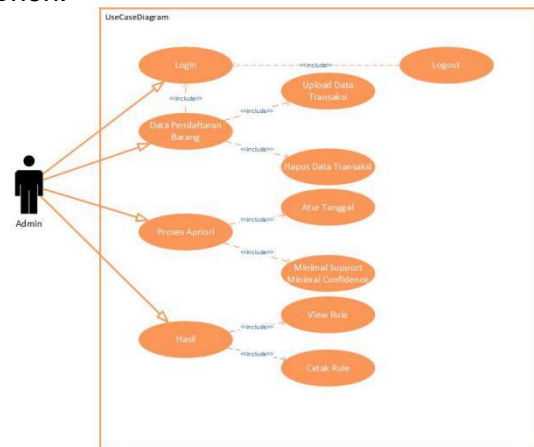 UseCaseDiagram
Login
<<include>>
Logout
<<include>>
Upload Data
Transaksi
<<include>>
Data Pendaftaran
Barang
<<include>>
Hapus Data Transaksi
Admin
Atur Tanggal
<<include>>
Proses Apriori
<<include>>
Minimal Support
Minimal Confidence
View Rule
<<include>>
Hasil
<<include>>
Cetak Rule